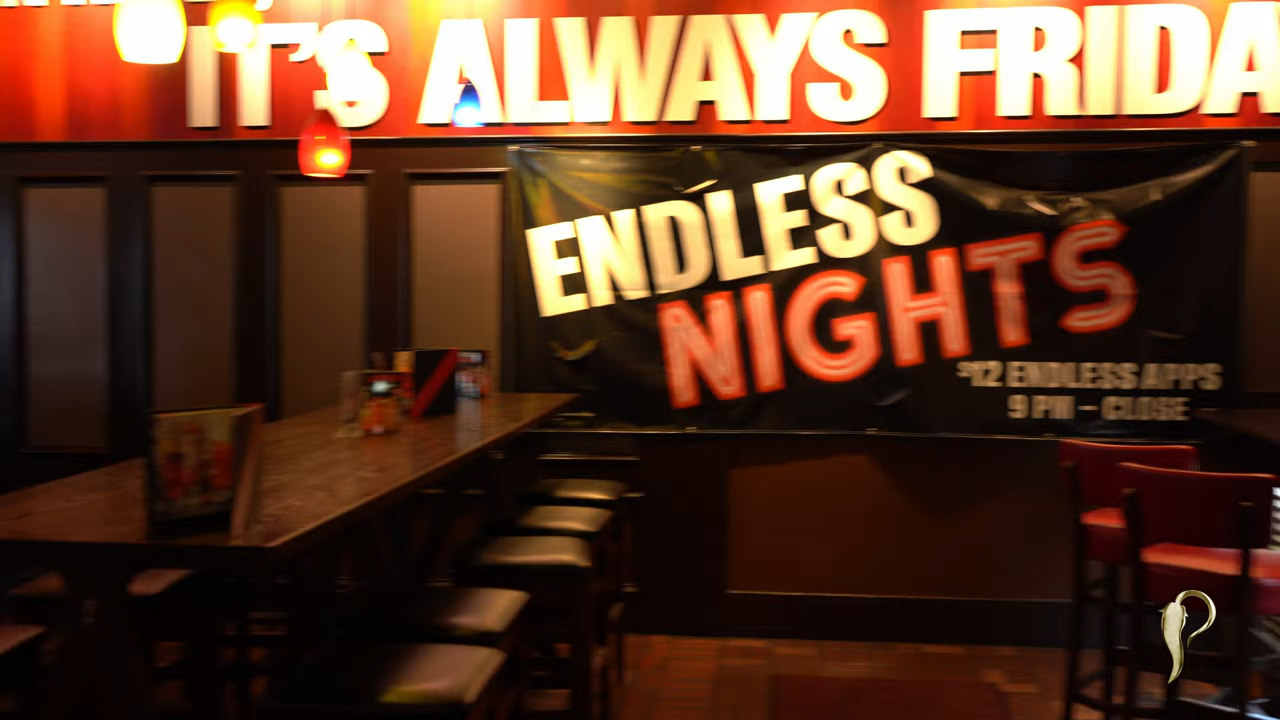 IT'S ALWAYS FRIDA
ENDLESS
NIGHTS
$12 ENDLESS APPS
9 PM - CLOSE